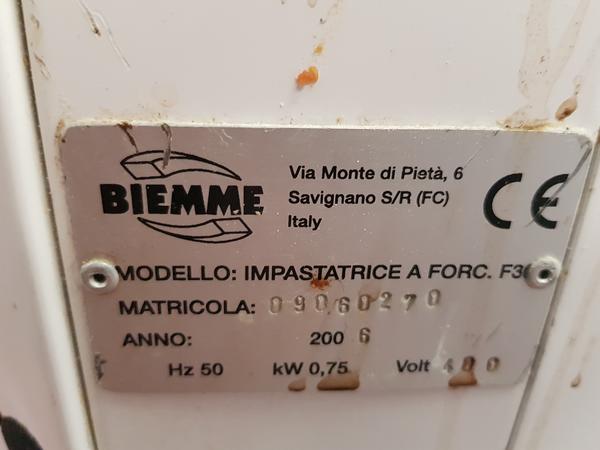 BIEMME
Via Monte di Pietà, 6
Savignano S/R (FC)
Italy
CE
MODELLO: IMPASTATRICE A FORC.
MATRICOLA: 09060270
ANNO: 2006
Hz 50 kW 0,75 Volt 400